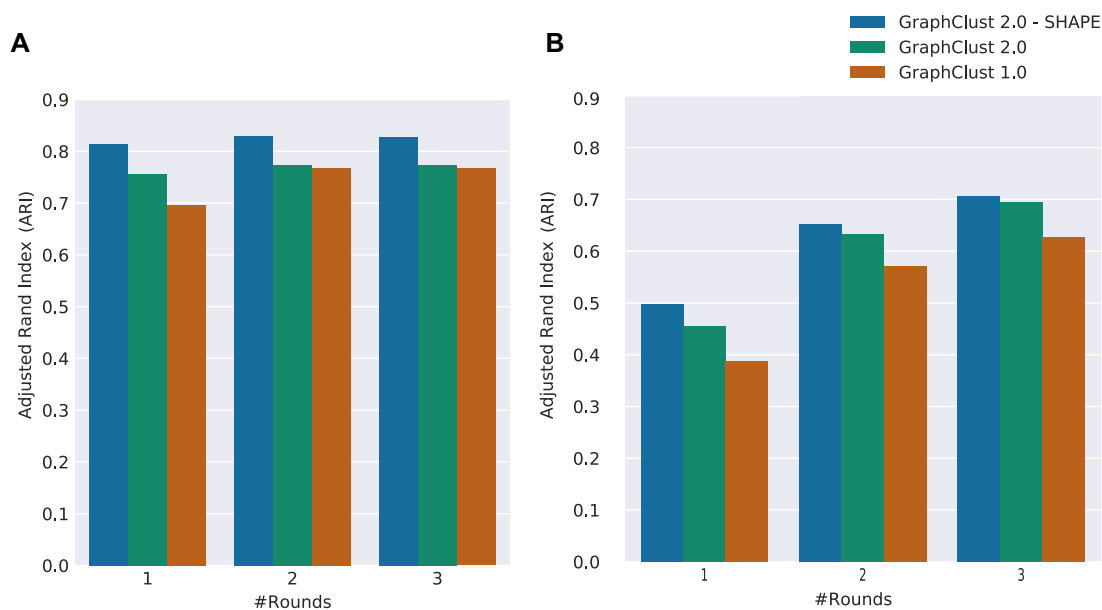 A
B
GraphClust 2.0 - SHAPE
GraphClust 2.0
GraphClust 1.0
Adjusted Rand Index (ARI)
0.9
0.8
0.7
0.6
0.5
0.4
0.3
0.2
0.1
0.0
1 2 3
#Rounds
Adjusted Rand Index (ARI)
0.9
0.8
0.7
0.6
0.5
0.4
0.3
0.2
0.1
0.0
1 2 3
#Rounds